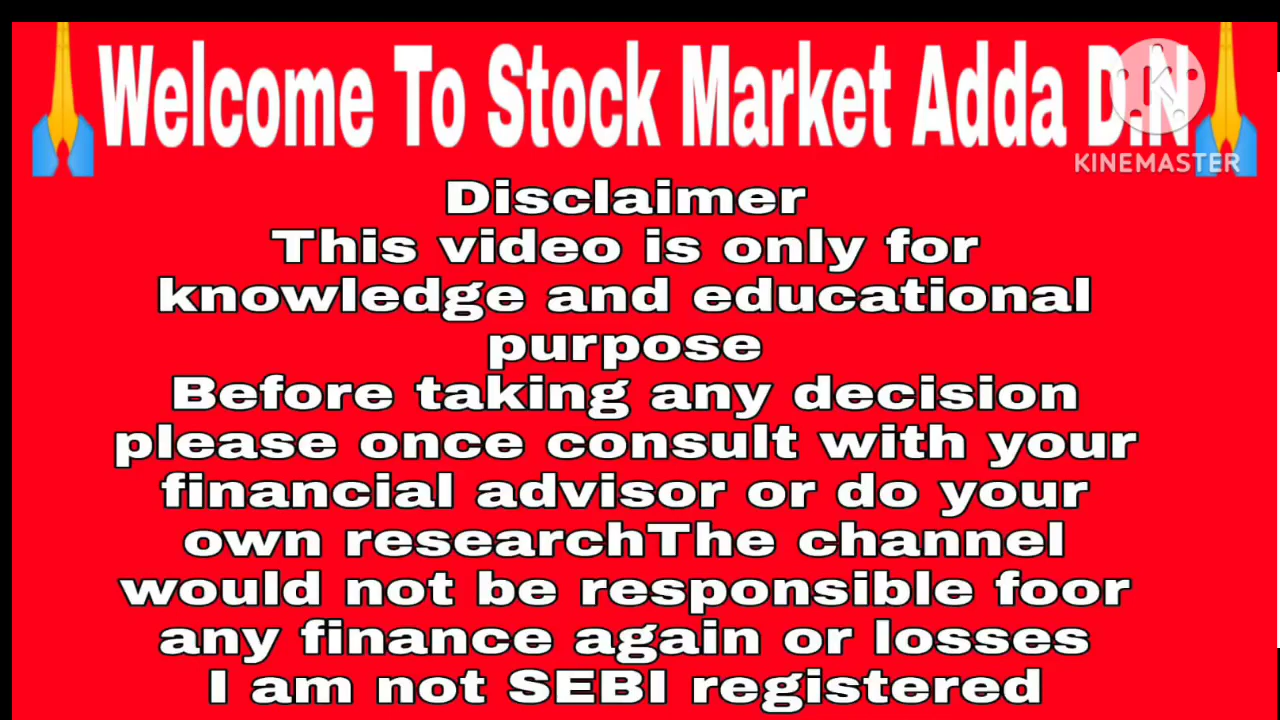 Welcome To Stock Market Adda D.N
KINEMASTER
Disclaimer
This video is only for
knowledge and educational
purpose
Before taking any decision
please once consult with your
financial advisor or do your
own researchThe channel
would not be responsible foor
any finance again or losses
I am not SEBI registered